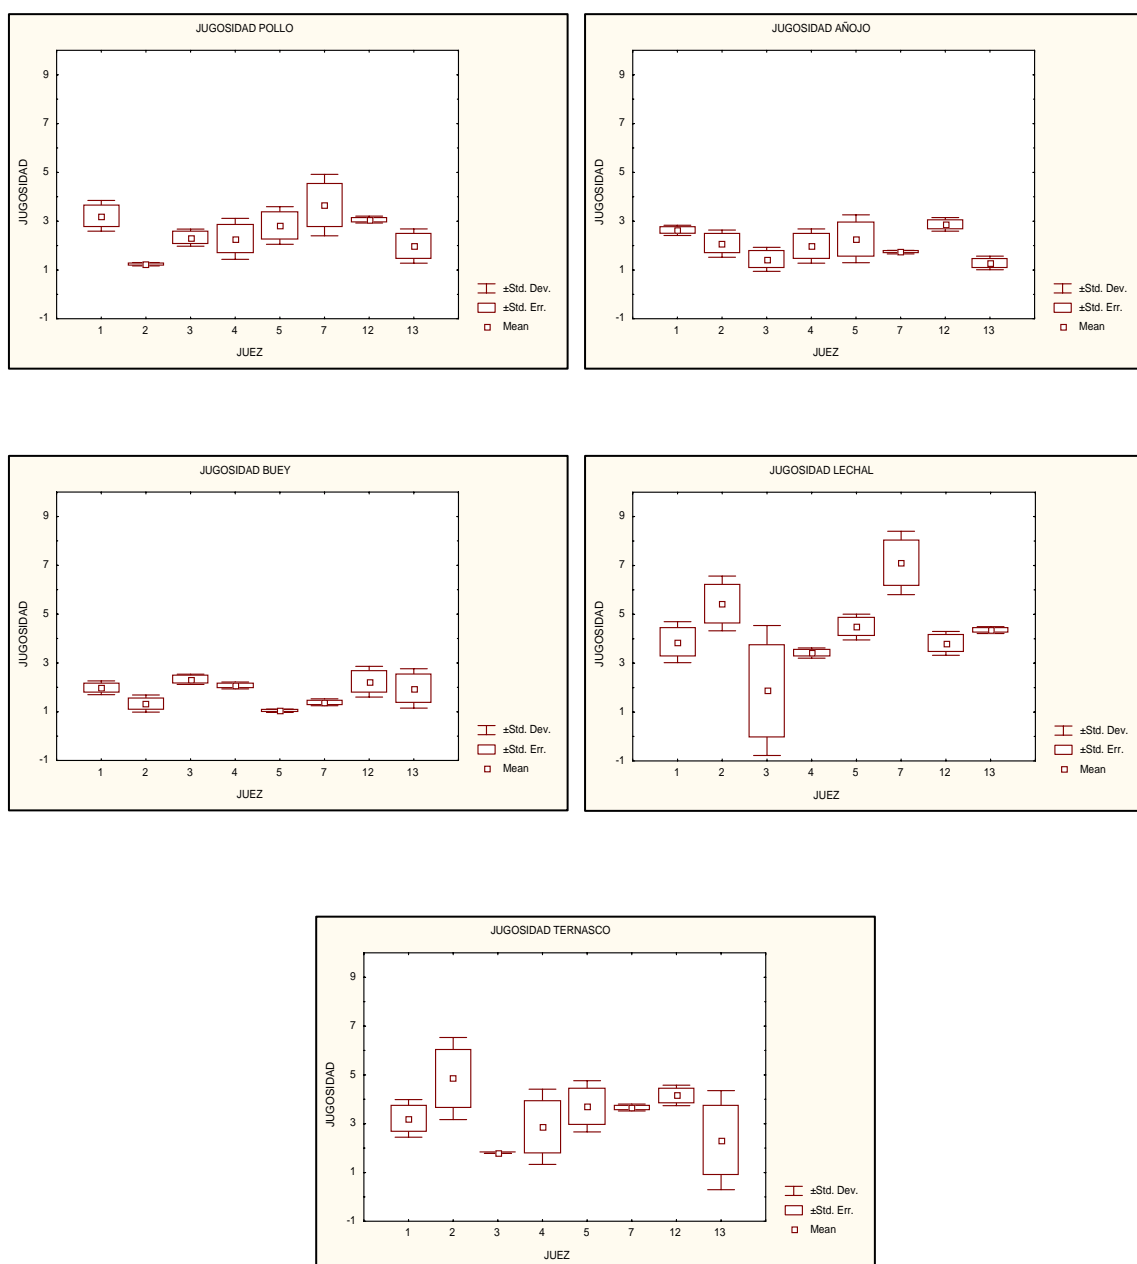 JUGOSIDAD POLLO
JUGOSIDAD
9
7
5
3
1
-1
1 2 3 4 5 7 12 13
JUEZ
±Std. Dev.
±Std. Err.
Mean
JUGOSIDAD AÑOJO
JUGOSIDAD
9
7
5
3
1
-1
1 2 3 4 5 7 12 13
JUEZ
±Std. Dev.
±Std. Err.
Mean
JUGOSIDAD BUEY
JUGOSIDAD
9
7
5
3
1
-1
1 2 3 4 5 7 12 13
JUEZ
±Std. Dev.
±Std. Err.
Mean
JUGOSIDAD LECHAL
JUGOSIDAD
9
7
5
3
1
-1
1 2 3 4 5 7 12 13
JUEZ
±Std. Dev.
±Std. Err.
Mean
JUGOSIDAD TERNASCO
JUGOSIDAD
9
7
5
3
1
-1
1 2 3 4 5 7 12 13
JUEZ
±Std. Dev.
±Std. Err.
Mean